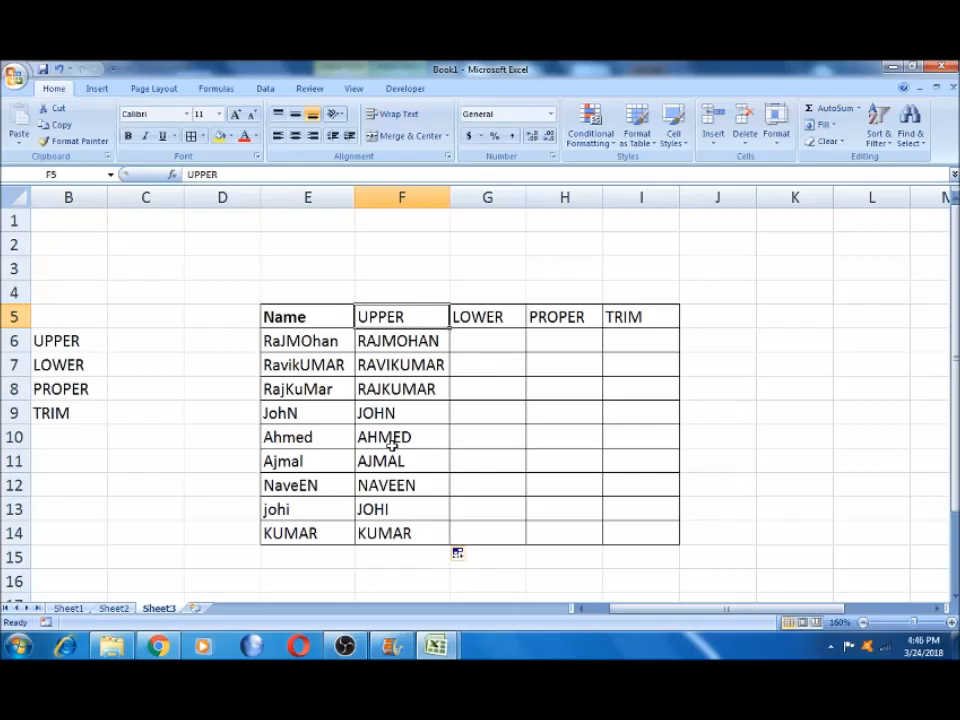 Book1 - Microsoft Excel
Home Insert Page Layout Formulas Data Review View Developer
Paste
Cut
Copy
Format Painter
Clipboard
Calibri 11
B I U
Font
Wrap Text
Merge & Center
Alignment
General
$ % ,
Number
Conditional Formatting
Format as Table
Cell Styles
Styles
Insert Delete Format
Cells
Σ AutoSum
Fill
Clear
Sort & Filter
Find & Select
Editing
F5 fx UPPER
B C D E F G H I J K L M
1
2
3
4
5 Name UPPER LOWER PROPER TRIM
6 UPPER RaJMOhan RAJMOHAN
7 LOWER RavikUMAR RAVIKUMAR
8 PROPER RajKuMar RAJKUMAR
9 TRIM JohN JOHN
10 Ahmed AHMED
11 Ajmal AJMAL
12 NaveEN NAVEEN
13 johi JOHI
14 KUMAR KUMAR
15
16
Sheet1 Sheet2 Sheet3
Ready 160%
4:46 PM
3/24/2018